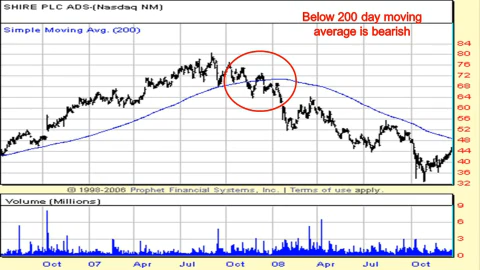 SHIRE PLC ADS-(Nasdaq NM)
Below 200 day moving
average is bearish
Simple Moving Avg. (200)
84
80
76
72
68
64
60
56
52
48
44
40
36
32
© 1998-2006 Prophet Financial Systems, Inc. | Terms of use apply.
Volume (Millions)
9
6
3
0
Oct 07 Apr Jul Oct 08 Apr Jul Oct